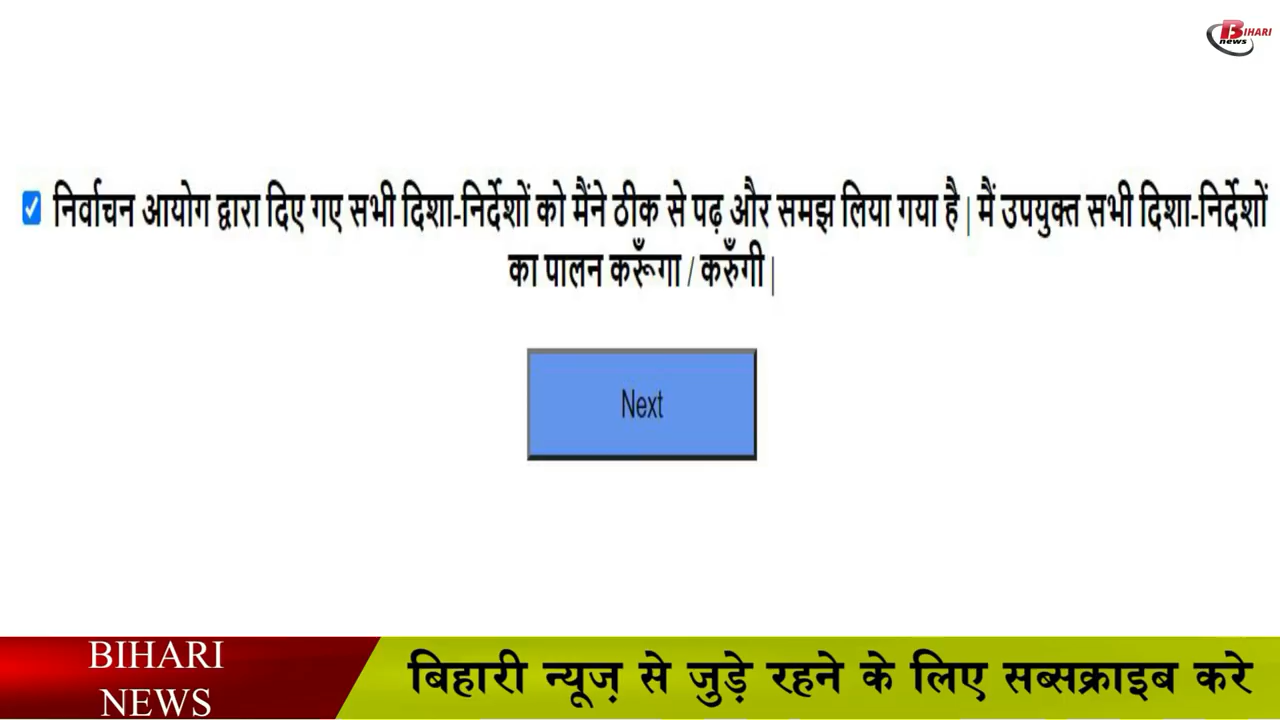 BIHARI
news
निर्वाचन आयोग द्वारा दिए गए सभी दिशा-निर्देशों को मैंने ठीक से पढ़ और समझ लिया गया है | मैं उपयुक्त सभी दिशा-निर्देशों
का पालन करूँगा / करुँगी |
Next
BIHARI
NEWS
बिहारी न्यूज़ से जुड़े रहने के लिए सब्सक्राइब करे